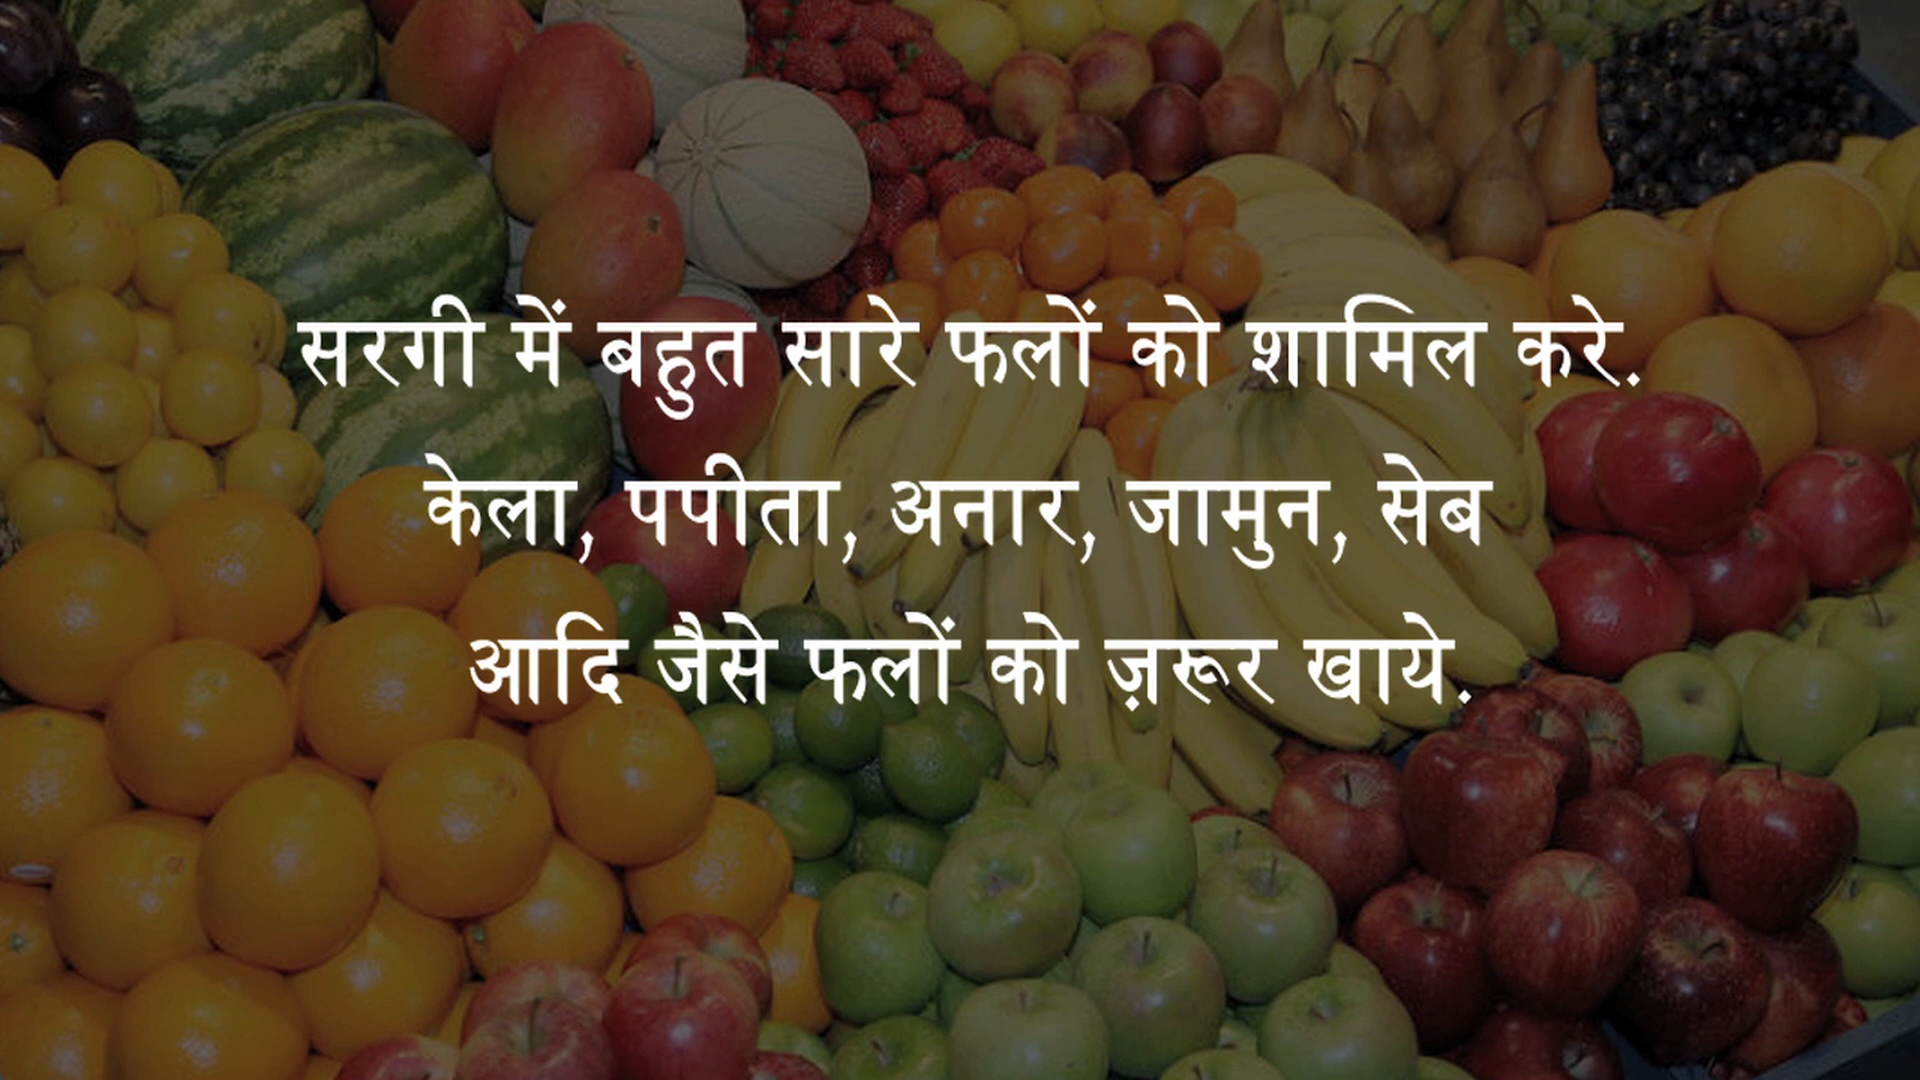 सरगी में बहुत सारे फलों को शामिल करे.
केला, पपीता, अनार, जामुन, सेब
आदि जैसे फलों को ज़रूर खाये.